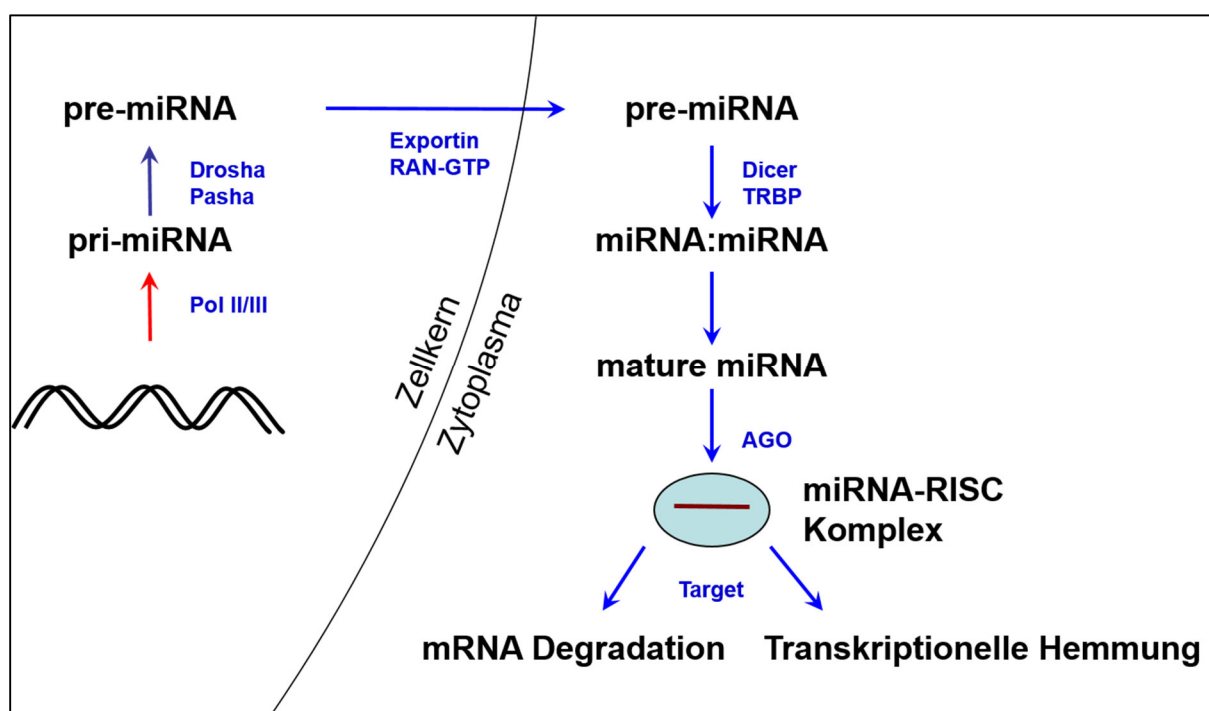 pre-miRNA
Drosha
Pasha
pri-miRNA
Pol II/III
Exportin
RAN-GTP
Zellkern
Zytoplasma
pre-miRNA
Dicer
TRBP
miRNA:miRNA
mature miRNA
AGO
miRNA-RISC
Komplex
Target
mRNA Degradation
Transkriptionelle Hemmung